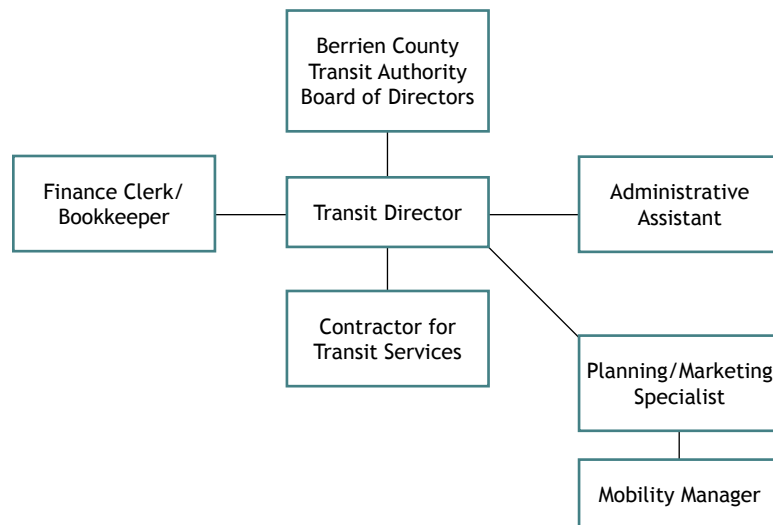 Berrien County
Transit Authority
Board of Directors
Finance Clerk/
Bookkeeper
Transit Director
Administrative
Assistant
Contractor for
Transit Services
Planning/Marketing
Specialist
Mobility Manager